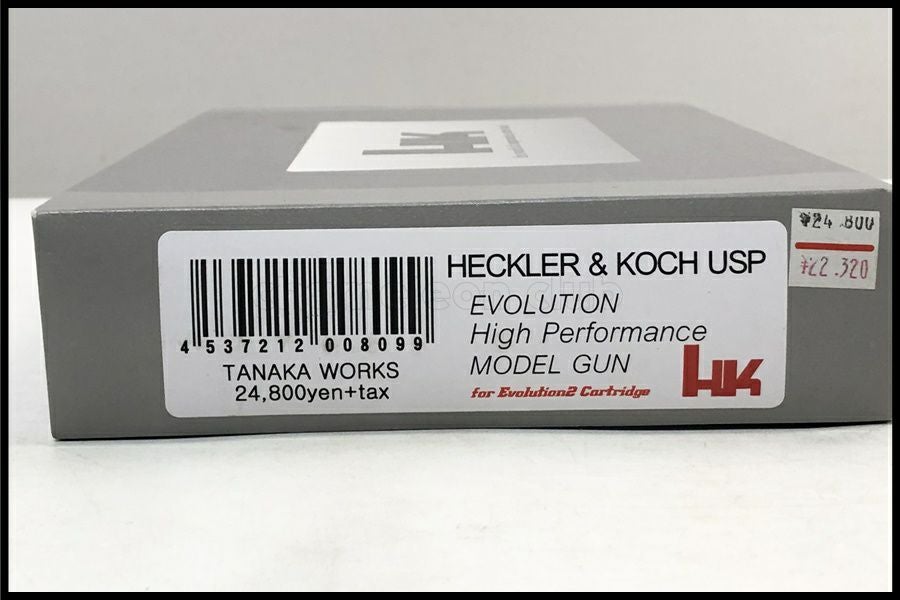 HK
HECKLER & KOCH USP
EVOLUTION
High Performance
MODEL GUN
for Evolution2 Cartridge
HK
4 537212 008099
TANAKA WORKS
24,800yen+tax
¥24.800
¥22.320